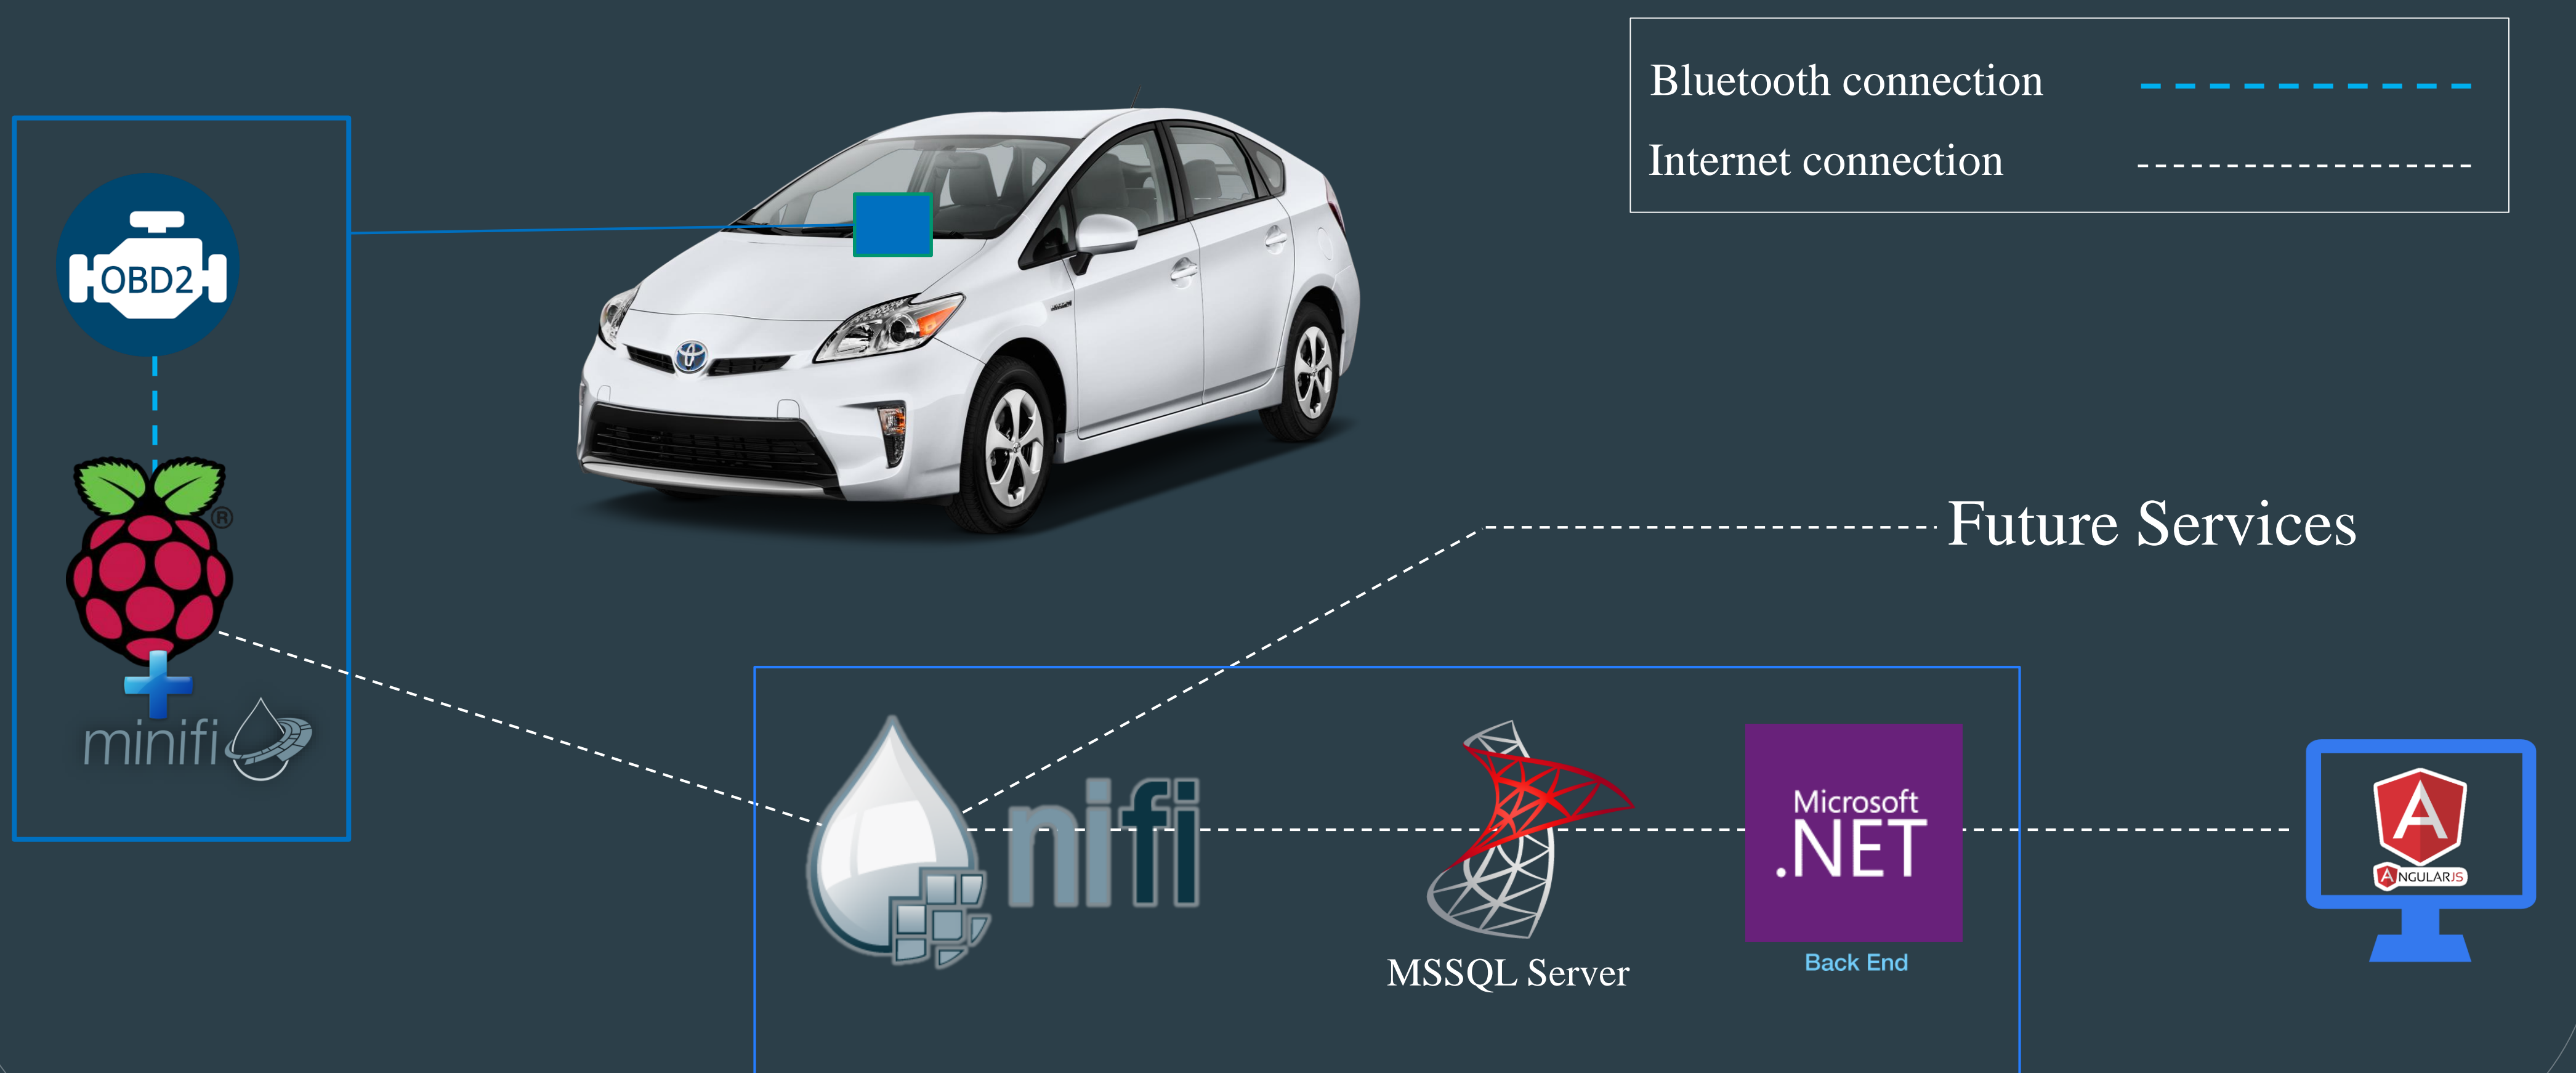 Bluetooth connection
Internet connection
OBD2
®
minifi
Future Services
nifi
MSSQL Server
Microsoft
.NET
Back End
A
ANGULARJS